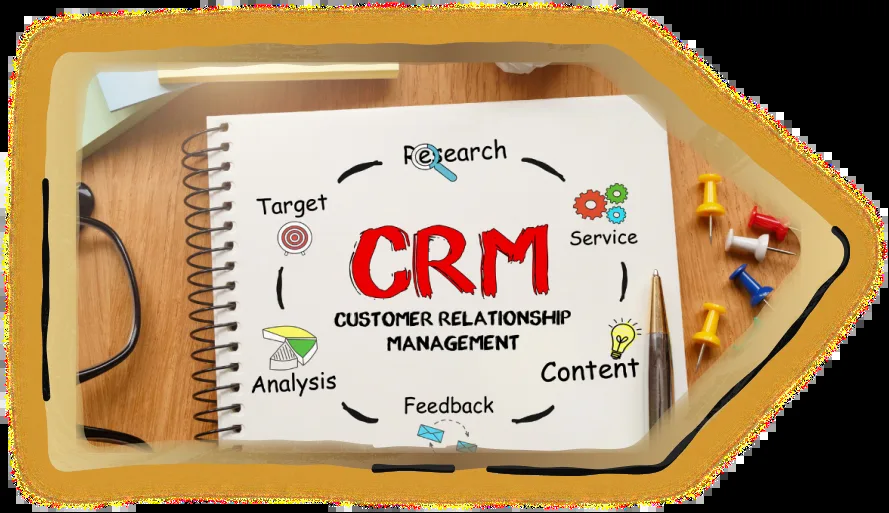 Research
Target
Service
CRM
CUSTOMER RELATIONSHIP
MANAGEMENT
Content
Analysis
Feedback